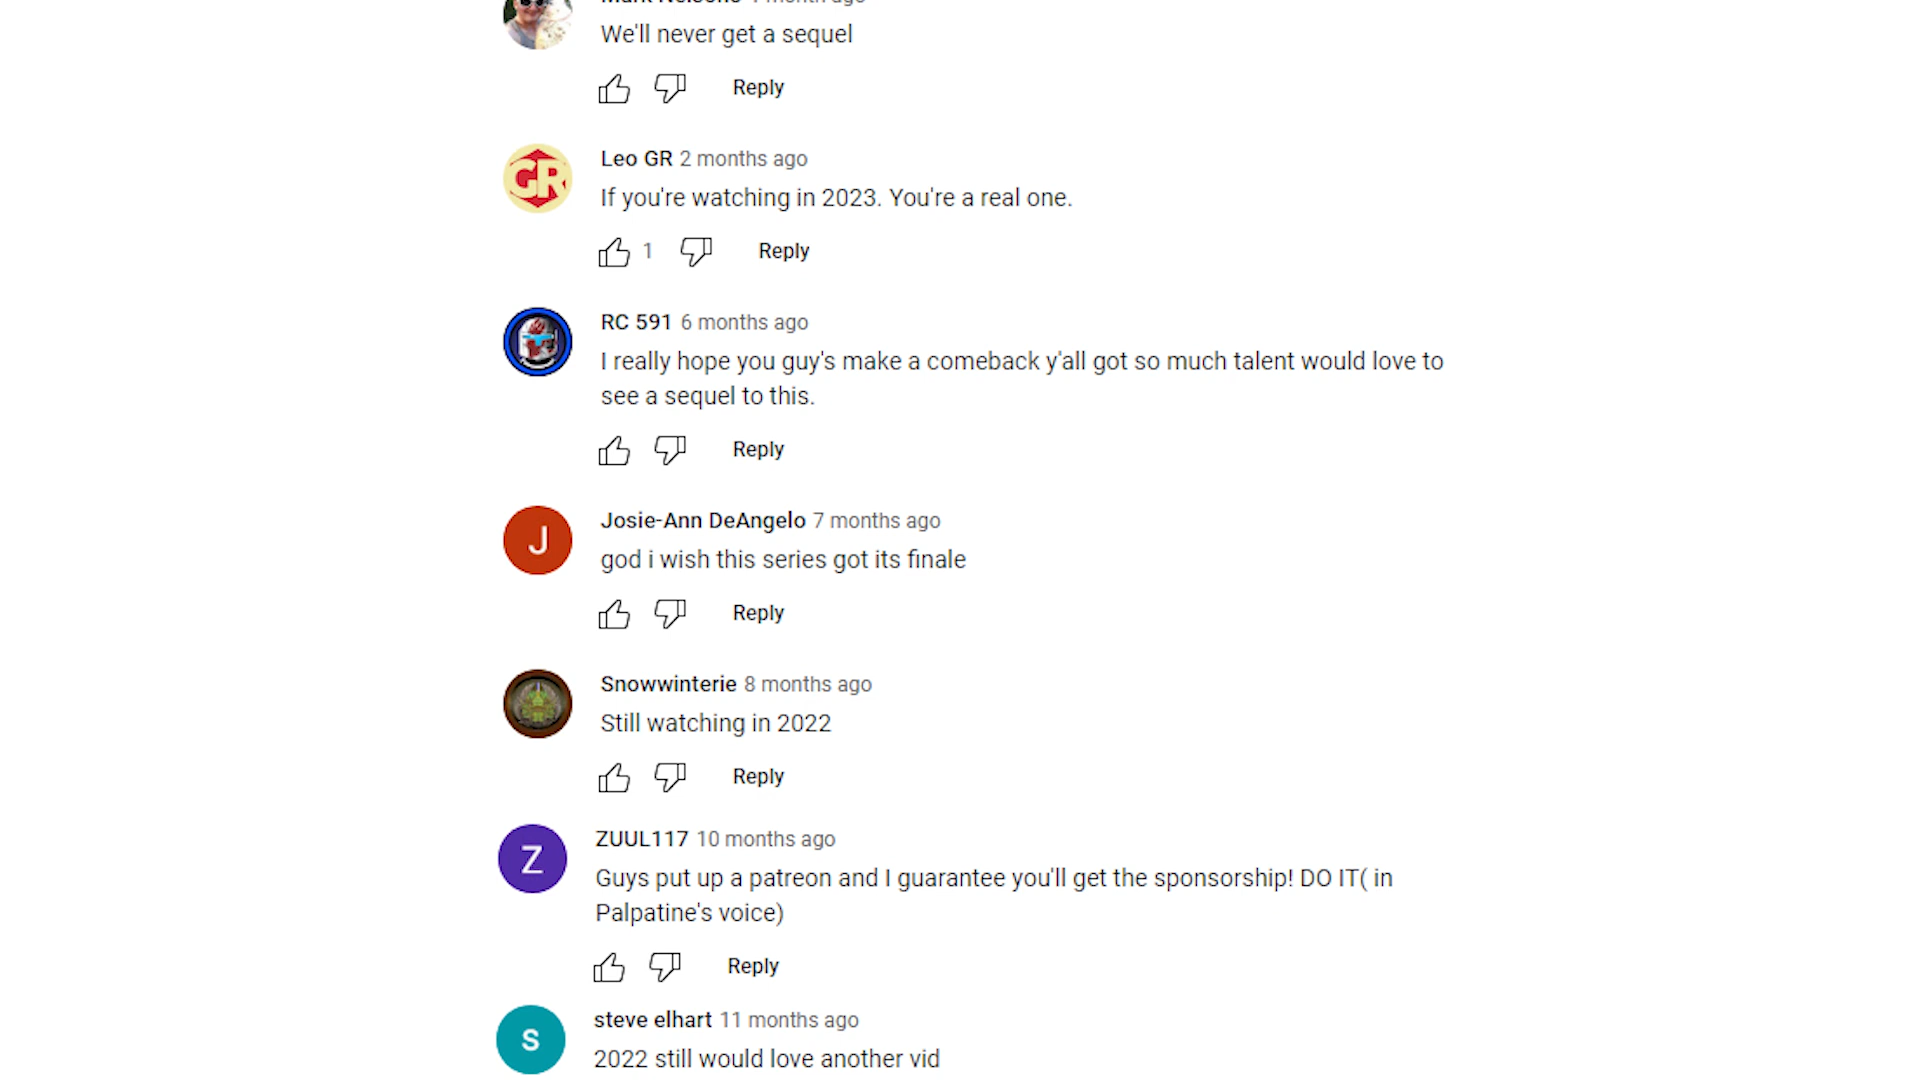 We'll never get a sequel
Reply
Leo GR 2 months ago
GR
If you're watching in 2023. You're a real one.
1 Reply
RC 591 6 months ago
I really hope you guy's make a comeback y'all got so much talent would love to
see a sequel to this.
Reply
Josie-Ann DeAngelo 7 months ago
J
god i wish this series got its finale
Reply
Snowwinterie 8 months ago
Still watching in 2022
Reply
ZUUL117 10 months ago
Z
Guys put up a patreon and I guarantee you'll get the sponsorship! DO IT( in
Palpatine's voice)
Reply
steve elhart 11 months ago
S
2022 still would love another vid